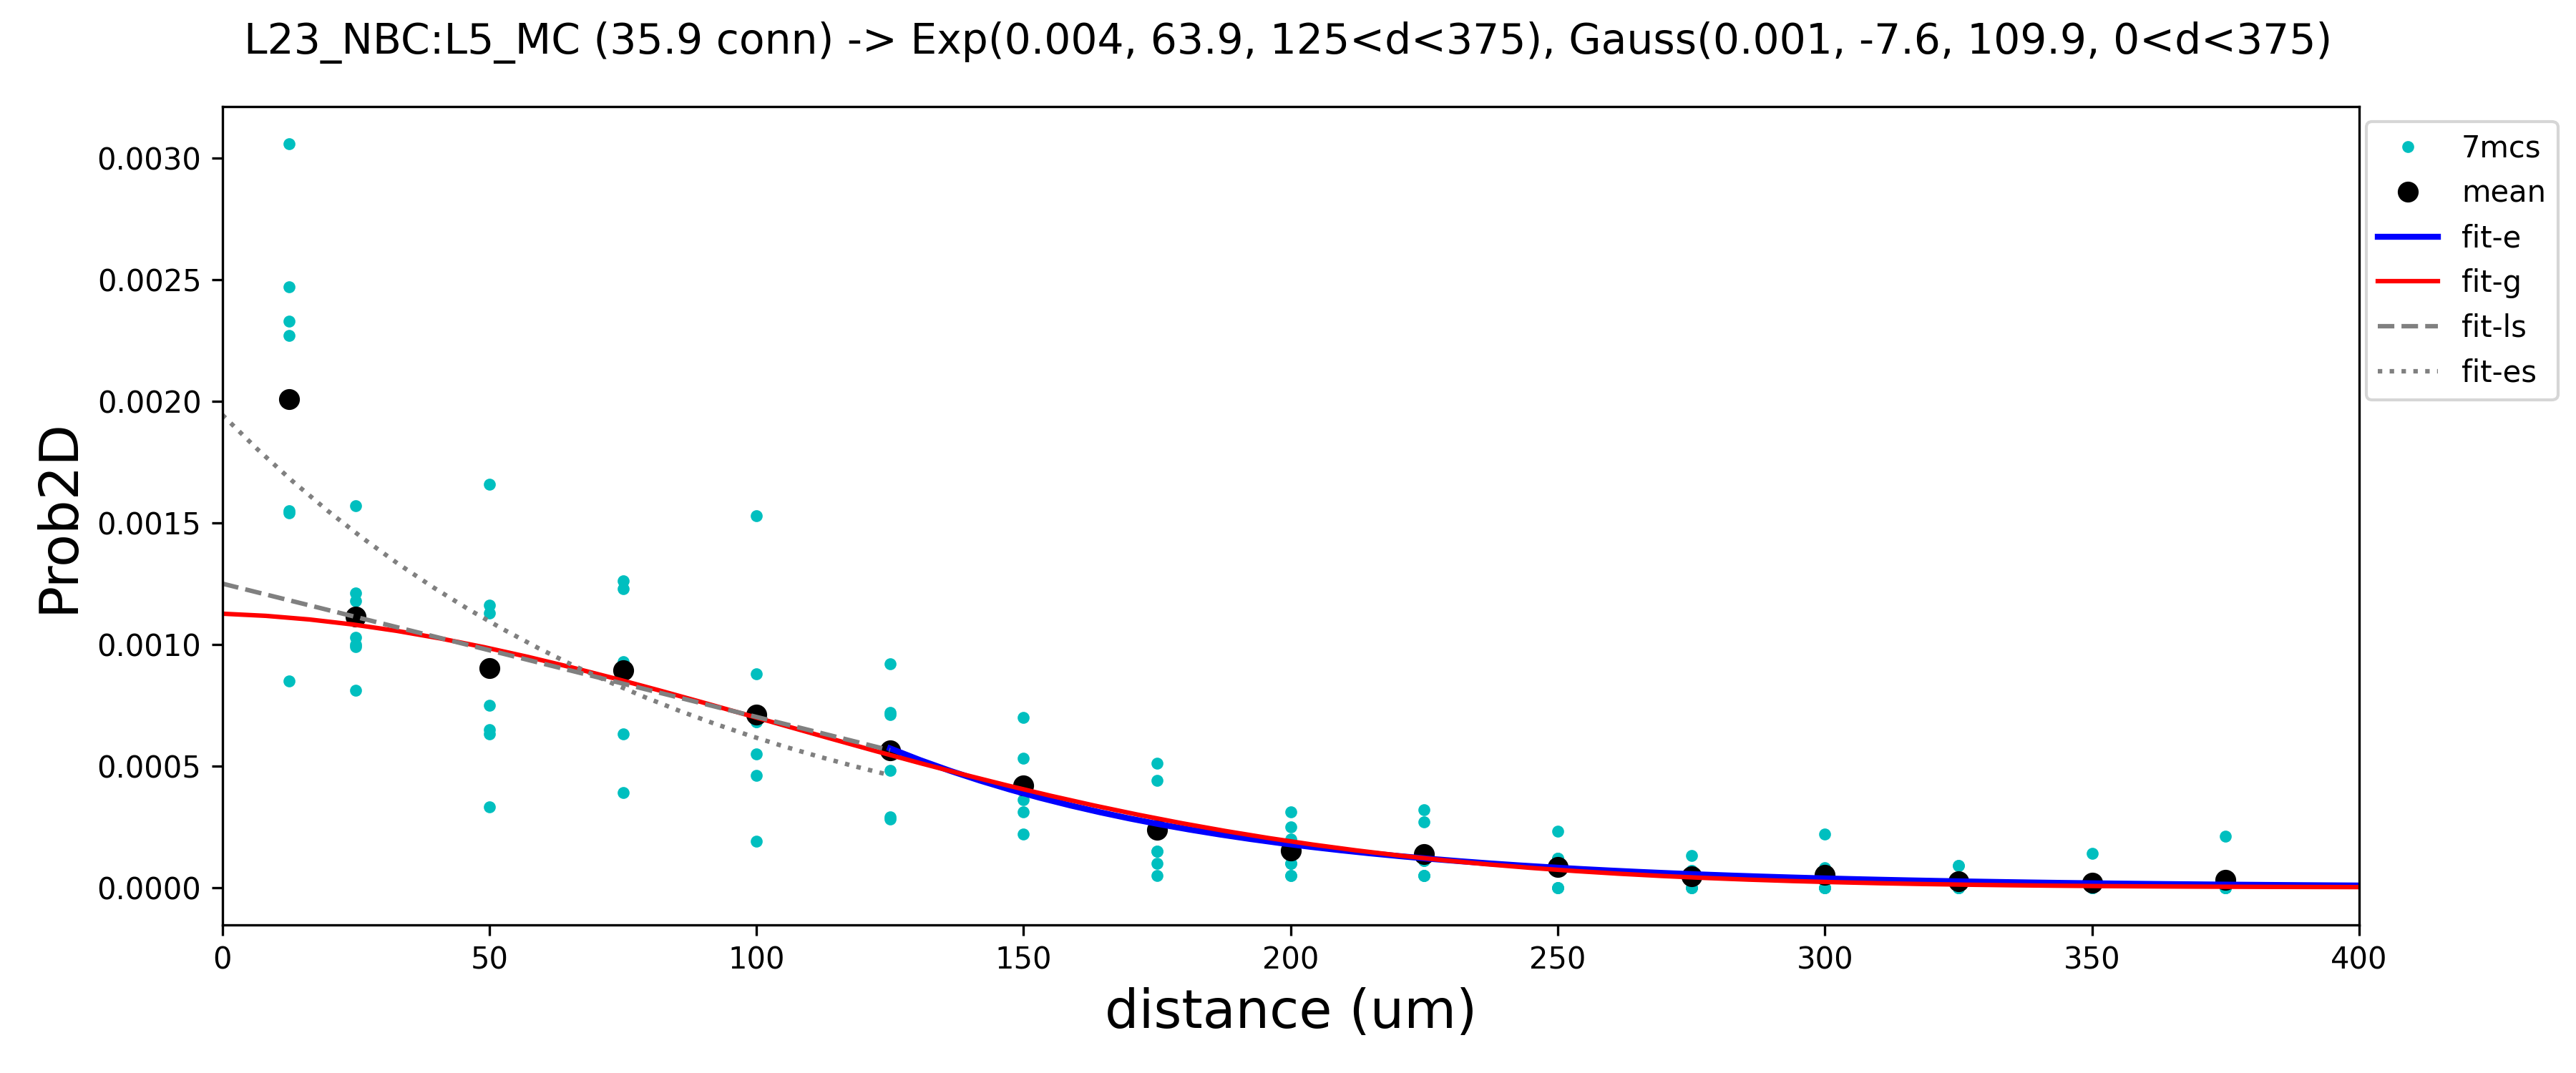 L23_NBC:L5_MC (35.9 conn) -> Exp(0.004, 63.9, 125<d<375), Gauss(0.001, -7.6, 109.9, 0<d<375)
7mcs
mean
fit-e
fit-g
fit-ls
fit-es
Prob2D
0.0030
0.0025
0.0020
0.0015
0.0010
0.0005
0.0000
0 50 100 150 200 250 300 350 400
distance (um)